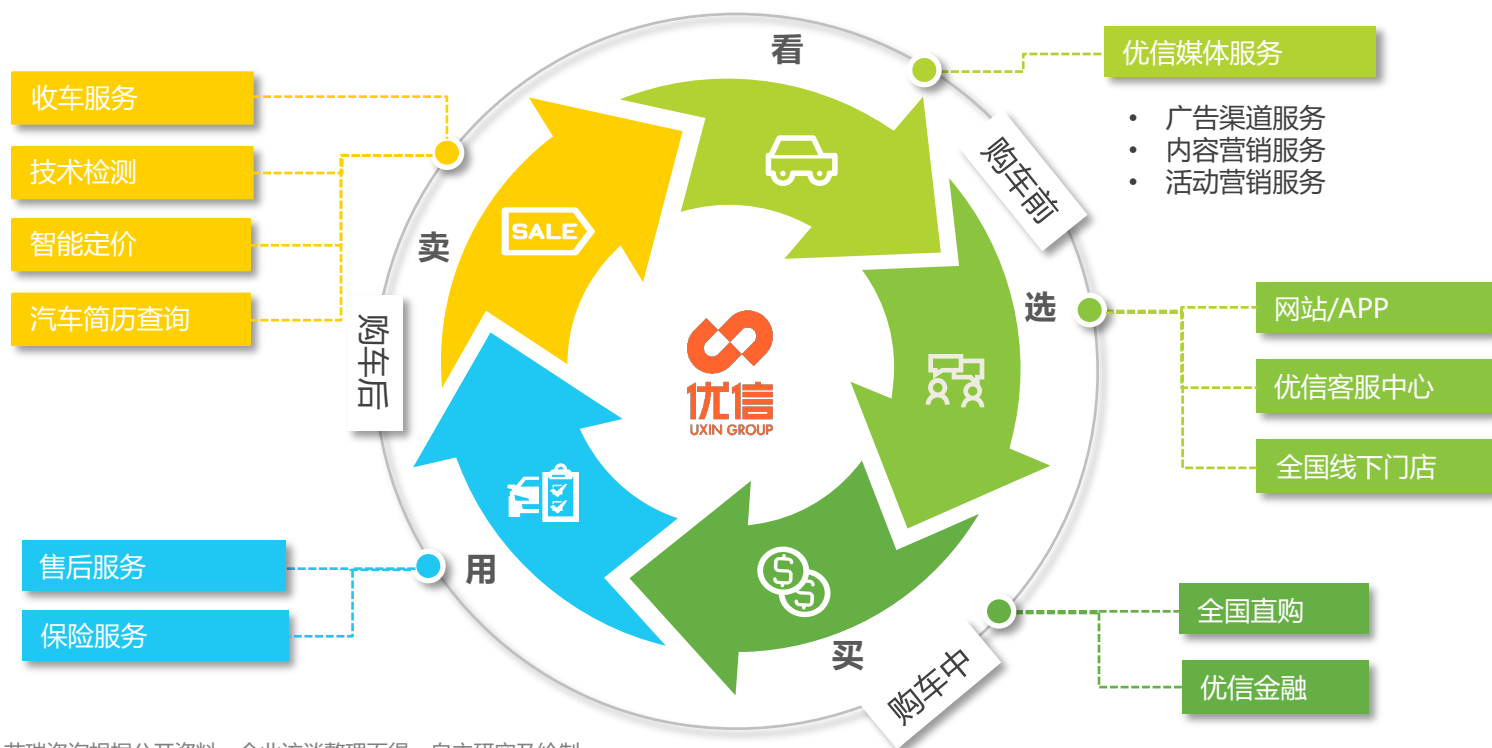 看
优信媒体服务
• 广告渠道服务
• 内容营销服务
• 活动营销服务
购车前
收车服务
技术检测
智能定价
汽车简历查询
卖
SALE
选
网站/APP
优信客服中心
全国线下门店
购车后
优信
UXIN GROUP
用
售后服务
保险服务
买
购车中
全国直购
优信金融